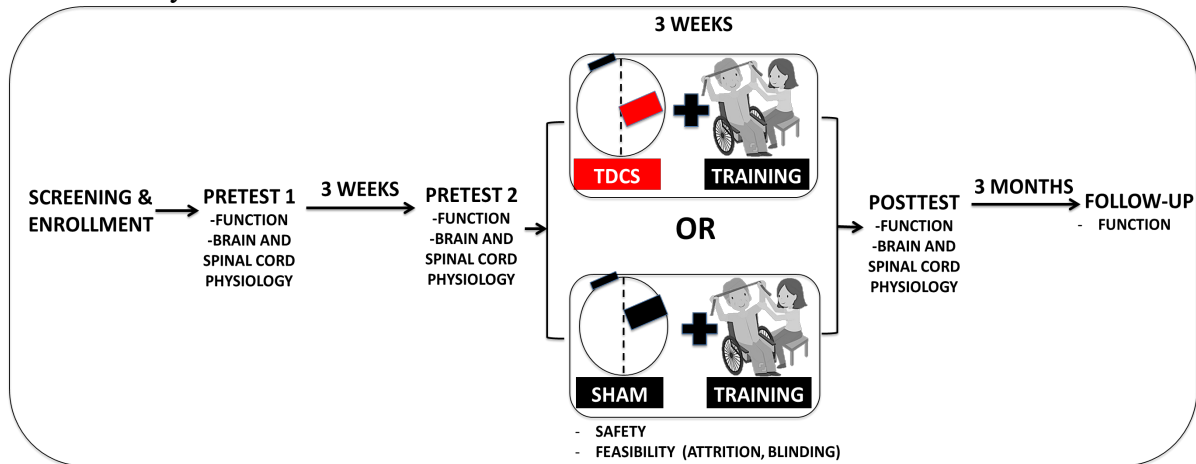 3 WEEKS
TDCS
TRAINING
SCREENING &
ENROLLMENT
PRETEST 1
-FUNCTION
-BRAIN AND
SPINAL CORD
PHYSIOLOGY
3 WEEKS
PRETEST 2
-FUNCTION
-BRAIN AND
SPINAL CORD
PHYSIOLOGY
OR
POSTTEST
-FUNCTION
-BRAIN AND
SPINAL CORD
PHYSIOLOGY
3 MONTHS
FOLLOW-UP
- FUNCTION
SHAM
TRAINING
- SAFETY
- FEASIBILITY (ATTRITION, BLINDING)